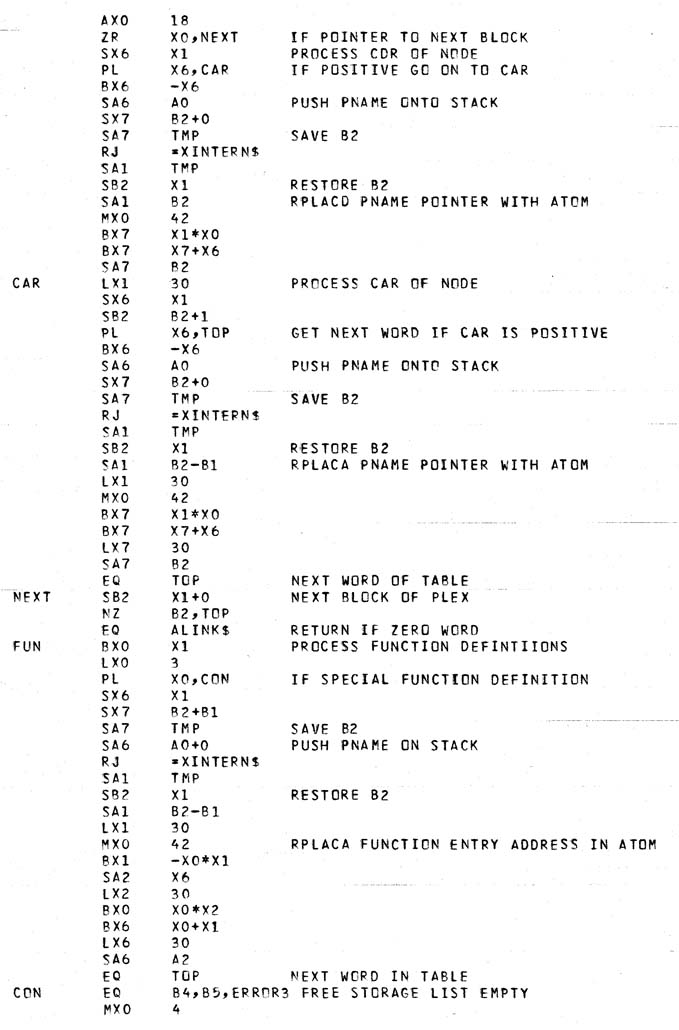 AX0 18
ZR X0,NEXT IF POINTER TO NEXT BLOCK
SX6 X1 PROCESS CDR OF NODE
PL X6,CAR IF POSITIVE GO ON TO CAR
BX6 -X6
SA6 A0 PUSH PNAME ONTO STACK
SX7 B2+0
SA7 TMP SAVE B2
RJ =XINTERN$
SA1 TMP
SB2 X1 RESTORE B2
SA1 B2 RPLACD PNAME POINTER WITH ATOM
MX0 42
BX7 X1*X0
BX7 X7+X6
SA7 B2
CAR LX1 30 PROCESS CAR OF NODE
SX6 X1
SB2 B2+1
PL X6,TOP GET NEXT WORD IF CAR IS POSITIVE
BX6 -X6
SA6 A0 PUSH PNAME ONTO STACK
SX7 B2+0
SA7 TMP SAVE B2
RJ =XINTERN$
SA1 TMP
SB2 X1 RESTORE B2
SA1 B2-B1 RPLACA PNAME POINTER WITH ATOM
LX1 30
MX0 42
BX7 X1*X0
BX7 X7+X6
LX7 30
SA7 B2
EQ TOP NEXT WORD OF TABLE
NEXT SB2 X1+0 NEXT BLOCK OF PLEX
NZ B2,TOP
EQ ALINK$ RETURN IF ZERO WORD
FUN BX0 X1 PROCESS FUNCTION DEFINTIIONS
LX0 3
PL X0,CON IF SPECIAL FUNCTION DEFINITION
SX6 X1
SX7 B2+B1
SA7 TMP SAVE B2
SA6 A0+0 PUSH PNAME ON STACK
RJ =XINTERN$
SA1 TMP
SB2 X1 RESTORE B2
SA1 B2-B1
LX1 30
MX0 42 RPLACA FUNCTION ENTRY ADDRESS IN ATOM
BX1 -X0*X1
SA2 X6
LX2 30
BX0 X0*X2
BX6 X0+X1
LX6 30
SA6 A2
EQ TOP NEXT WORD IN TABLE
CON EQ B4,B5,ERROR3 FREE STORAGE LIST EMPTY
MX0 4